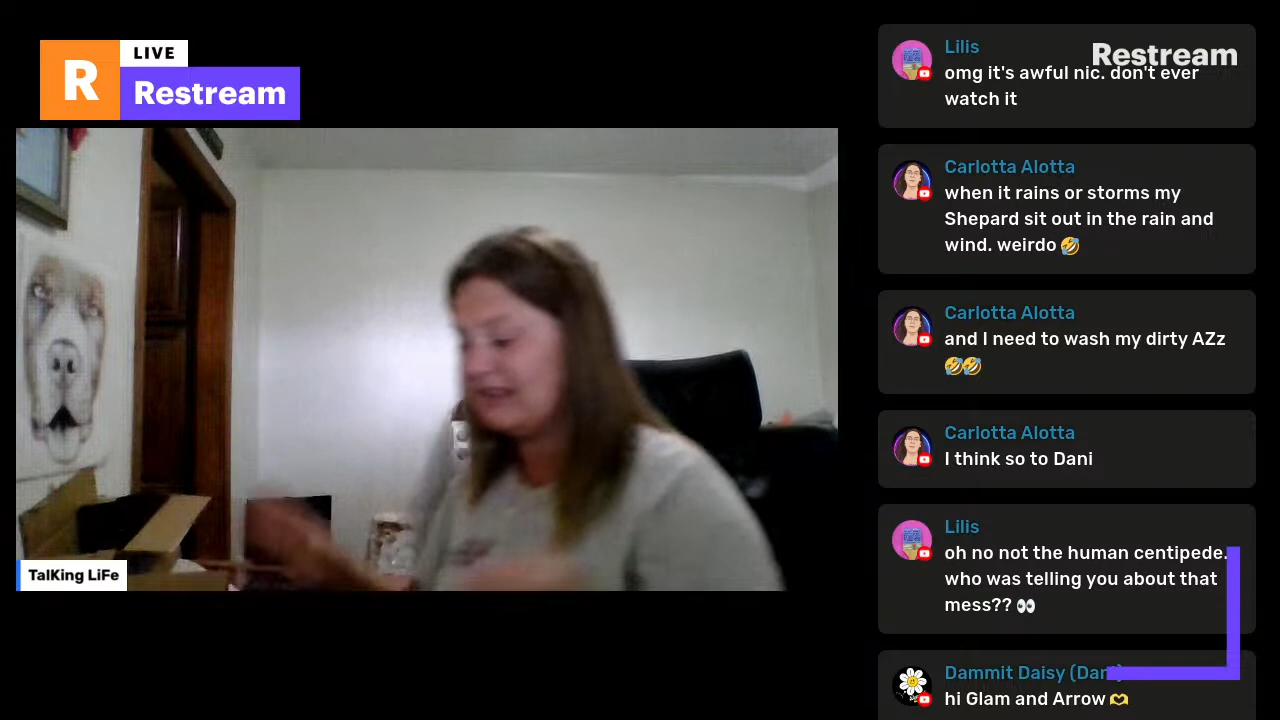 R
LIVE
Restream
TalKing LiFe
Restream
Lilis
omg it's awful nic. don't ever
watch it
Carlotta Alotta
when it rains or storms my
Shepard sit out in the rain and
wind. weirdo 🤣
Carlotta Alotta
and I need to wash my dirty AZz
🤣🤣
Carlotta Alotta
I think so to Dani
Lilis
oh no not the human centipede.
who was telling you about that
mess?? 👀
Dammit Daisy (Dani)
hi Glam and Arrow 🫶